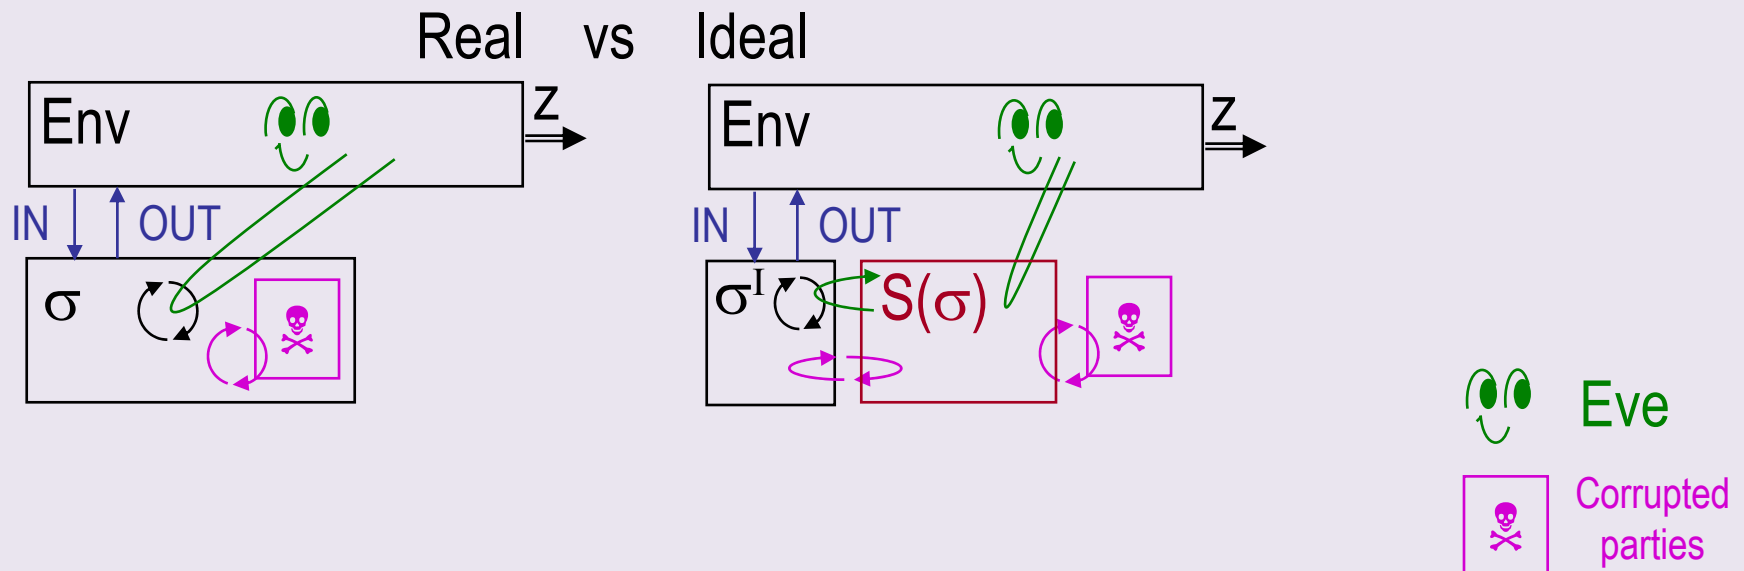 Real vs Ideal
Env
z
IN
OUT
σ
Env
z
IN
OUT
σᴵ
S(σ)
Eve
Corrupted
parties